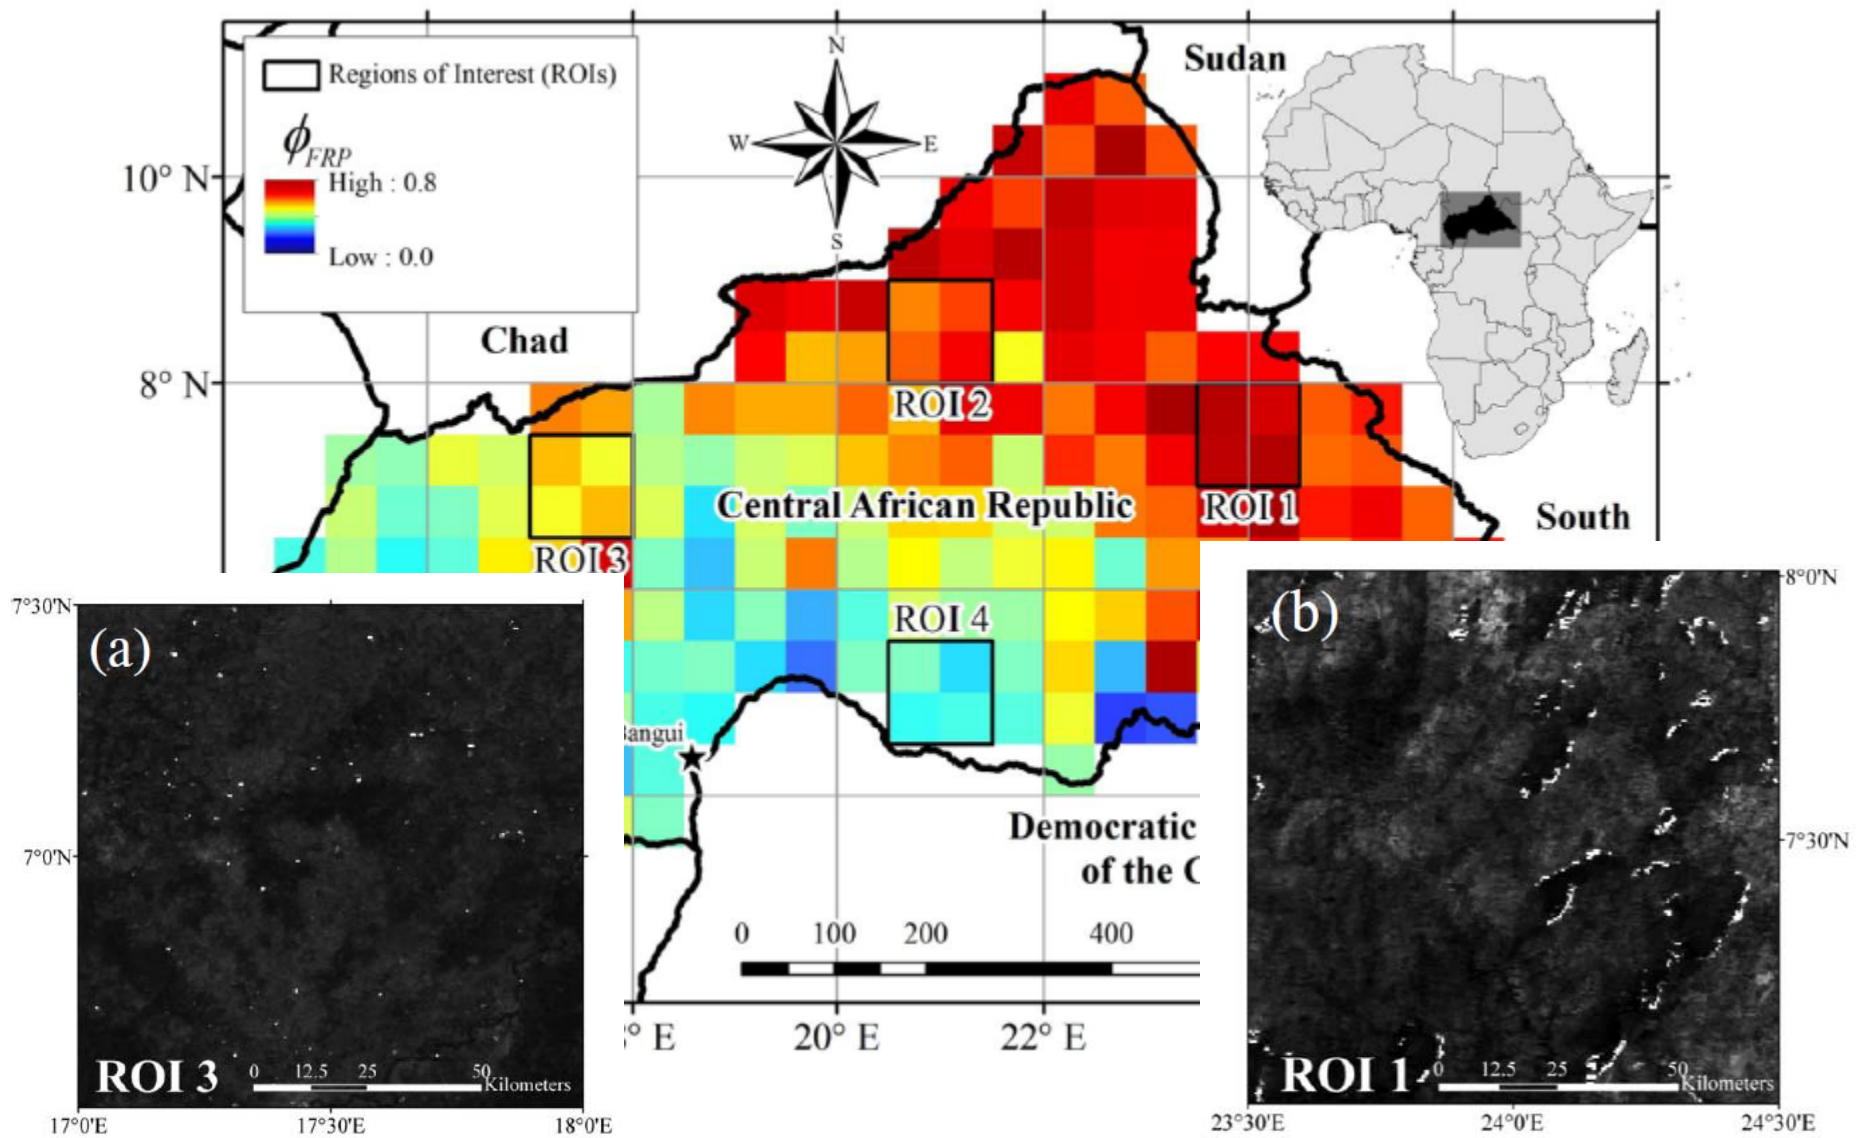 Regions of Interest (ROIs)
ϕFRP
High : 0.8
Low : 0.0
N
W
E
S
Sudan
10° N
Chad
8° N
ROI 2
Central African Republic
ROI 1
South
ROI 3
ROI 4
Bangui
Democratic
of the C
0 100 200 400
° E
20° E
22° E
7°30'N
(a)
7°0'N
ROI 3
0 12.5 25 50
Kilometers
17°0'E
17°30'E
18°0'E
8°0'N
(b)
7°30'N
ROI 1
0 12.5 25 50
Kilometers
23°30'E
24°0'E
24°30'E